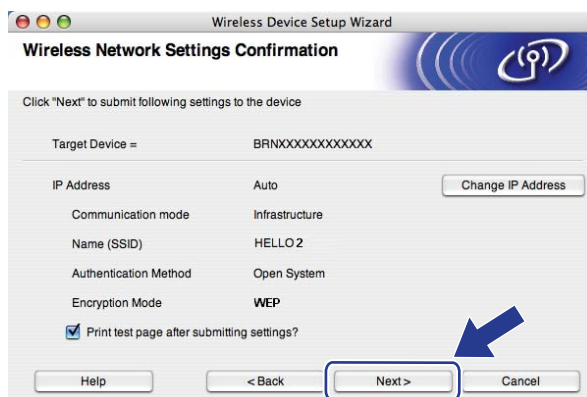 Wireless Device Setup Wizard
Wireless Network Settings Confirmation
Click "Next" to submit following settings to the device
Target Device = BRNXXXXXXXXXXXX
IP Address Auto Change IP Address
Communication mode Infrastructure
Name (SSID) HELLO2
Authentication Method Open System
Encryption Mode WEP
Print test page after submitting settings?
Help < Back Next > Cancel